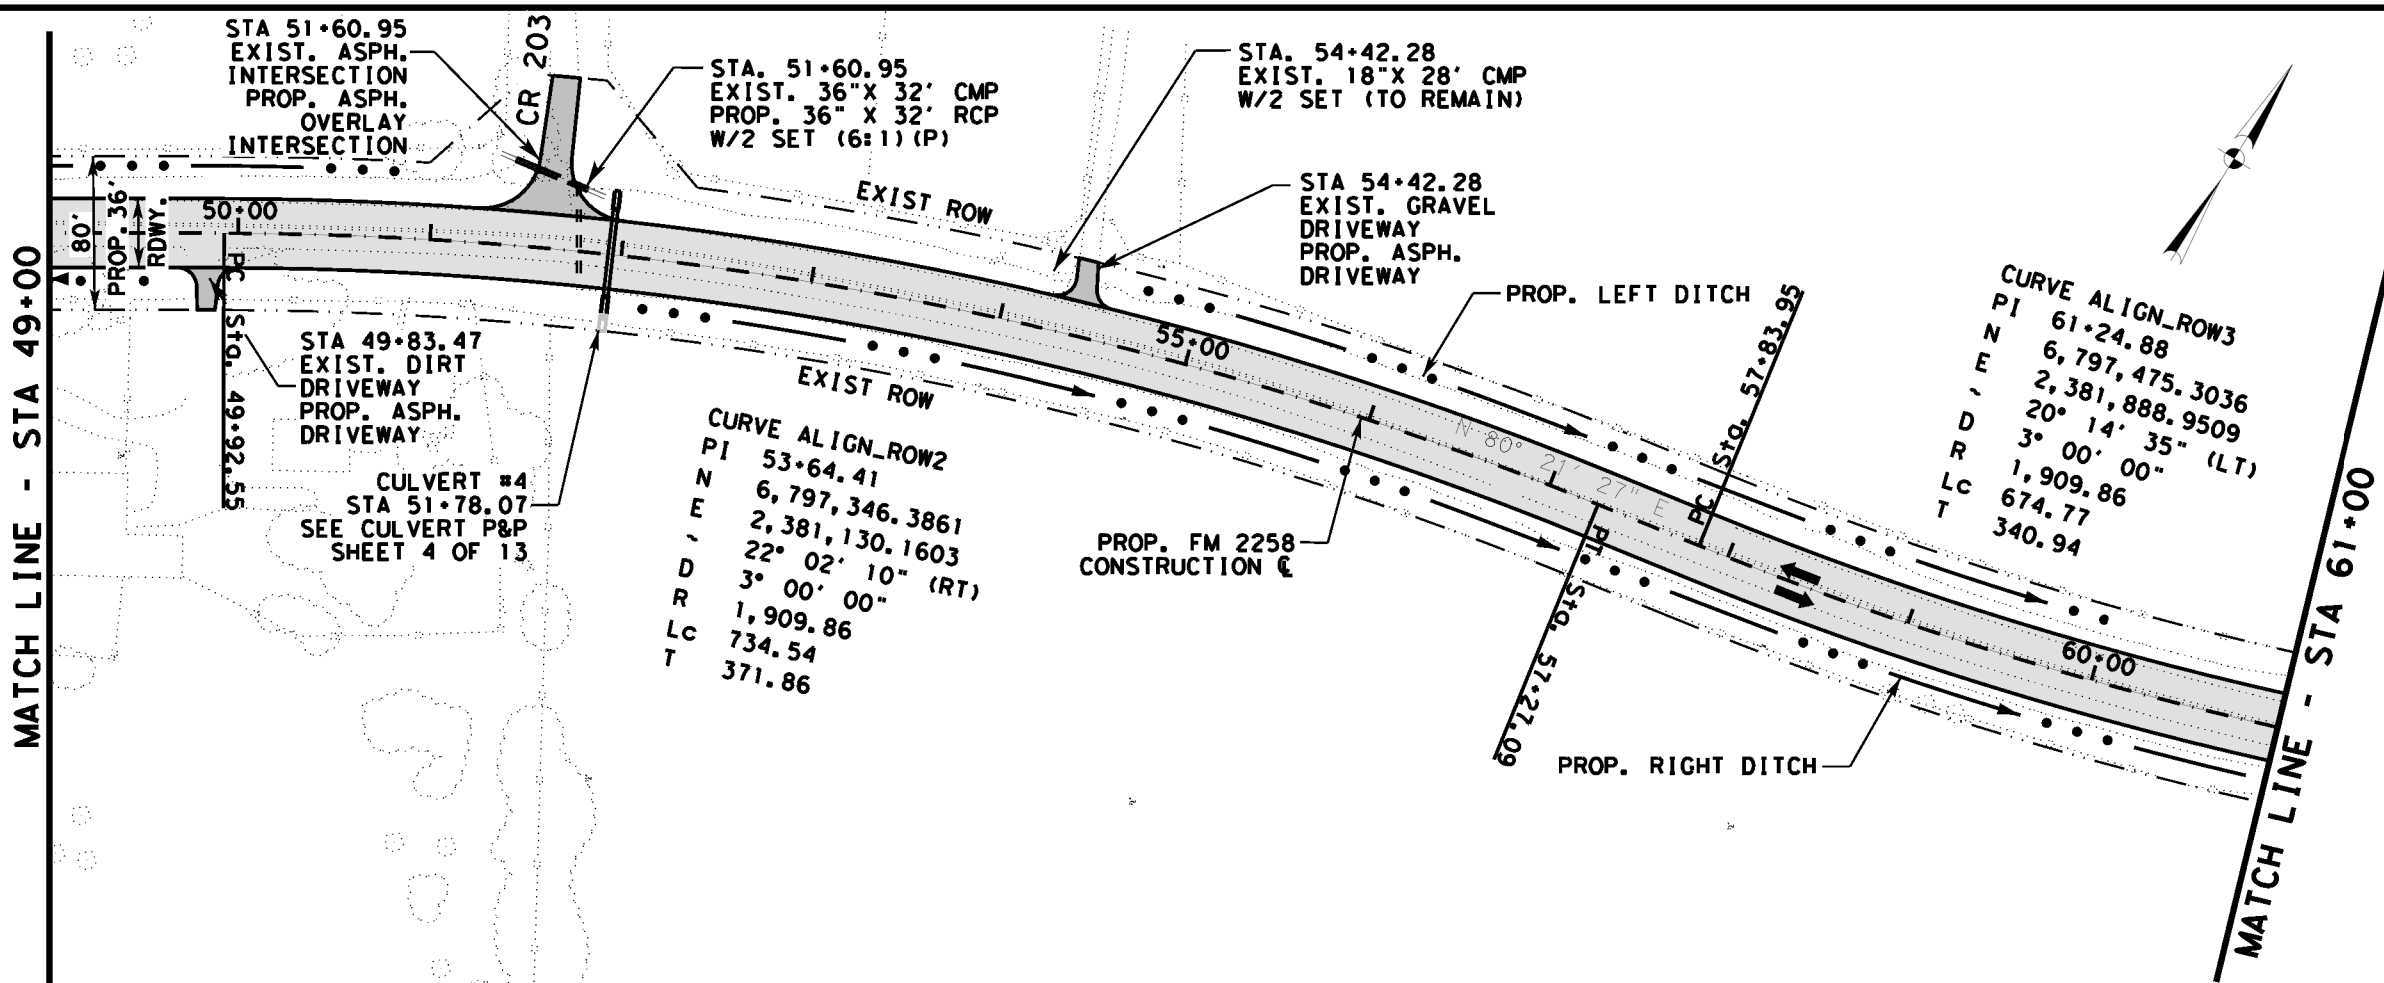 STA 51+60.95
EXIST. ASPH.
INTERSECTION
PROP. ASPH.
OVERLAY
INTERSECTION
CR 203
STA. 51+60.95
EXIST. 36"X 32' CMP
PROP. 36" X 32' RCP
W/2 SET (6:1)(P)
STA. 54+42.28
EXIST. 18"X 28' CMP
W/2 SET (TO REMAIN)
STA 54+42.28
EXIST. GRAVEL
DRIVEWAY
PROP. ASPH.
DRIVEWAY
EXIST ROW
80'
PROP. 36'
RDWY.
50+00
PC Sta. 49+92.55
MATCH LINE - STA 49+00
STA 49+83.47
EXIST. DIRT
DRIVEWAY
PROP. ASPH.
DRIVEWAY
CULVERT #4
STA 51+78.07
SEE CULVERT P&P
SHEET 4 OF 13
EXIST ROW
CURVE ALIGN_ROW2
PI 53+64.41
N 6,797,346.3861
E 2,381,130.1603
~ 22° 02' 10" (RT)
D 3° 00' 00"
R 1,909.86
Lc 734.54
T 371.86
55+00
PROP. LEFT DITCH
N 80° 21' 27" E
PROP. FM 2258
CONSTRUCTION ℄
PC Sta. 57+83.95
PT Sta. 57+27.09
PROP. RIGHT DITCH
CURVE ALIGN_ROW3
PI 61+24.88
N 6,797,475.3036
E 2,381,888.9509
~ 20° 14' 35" (LT)
D 3° 00' 00"
R 1,909.86
Lc 674.77
T 340.94
60+00
MATCH LINE - STA 61+00